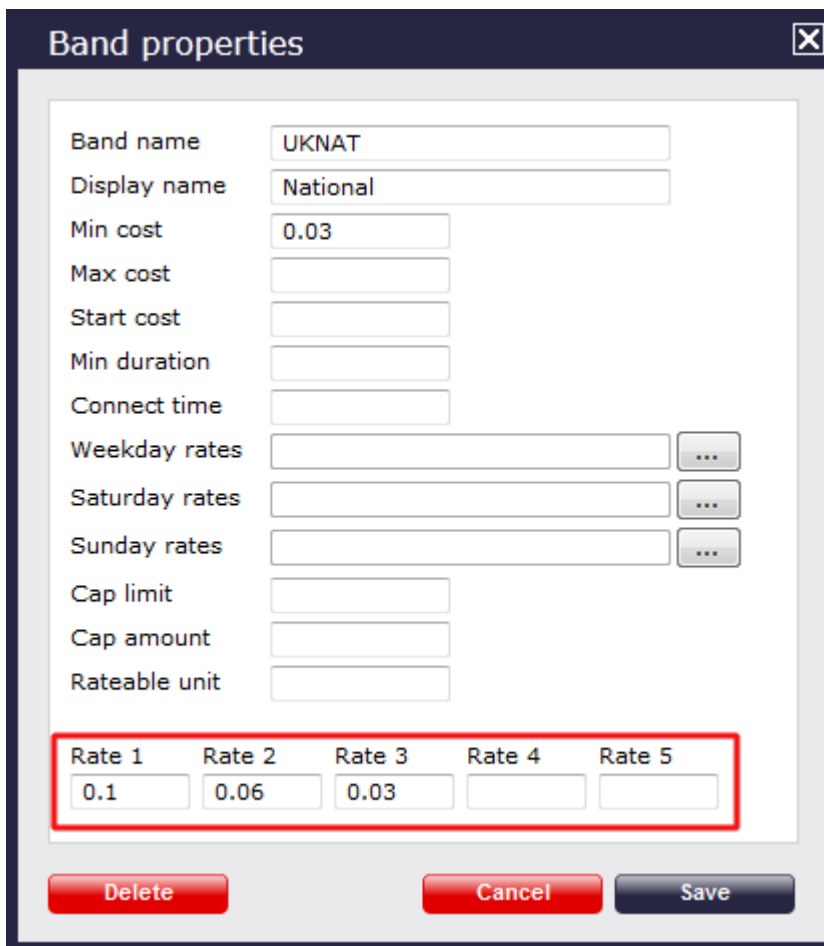 Band properties
Band name UKNAT
Display name National
Min cost 0.03
Max cost
Start cost
Min duration
Connect time
Weekday rates ...
Saturday rates ...
Sunday rates ...
Cap limit
Cap amount
Rateable unit
Rate 1 Rate 2 Rate 3 Rate 4 Rate 5
0.1 0.06 0.03
Delete Cancel Save